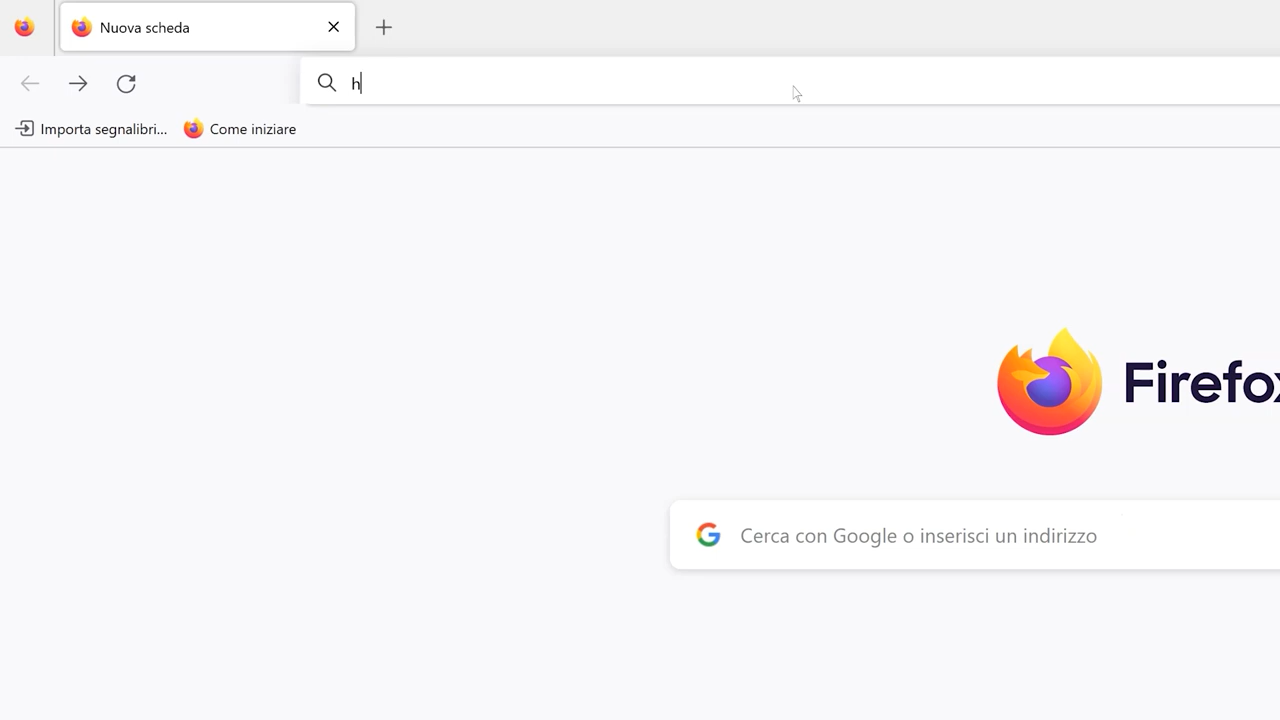 Nuova scheda
h
Importa segnalibri... Come iniziare
Firefox
Cerca con Google o inserisci un indirizzo